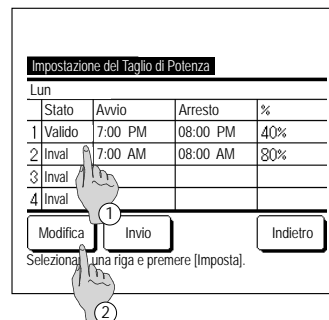 Impostazione del Taglio di Potenza
Lun
Stato Avvio Arresto %
1 Valido 7:00 PM 08:00 PM 40%
2 Inval 7:00 AM 08:00 AM 80%
3 Inval
4 Inval
1
Modifica Invio Indietro
Selezionare una riga e premere [Imposta].
2